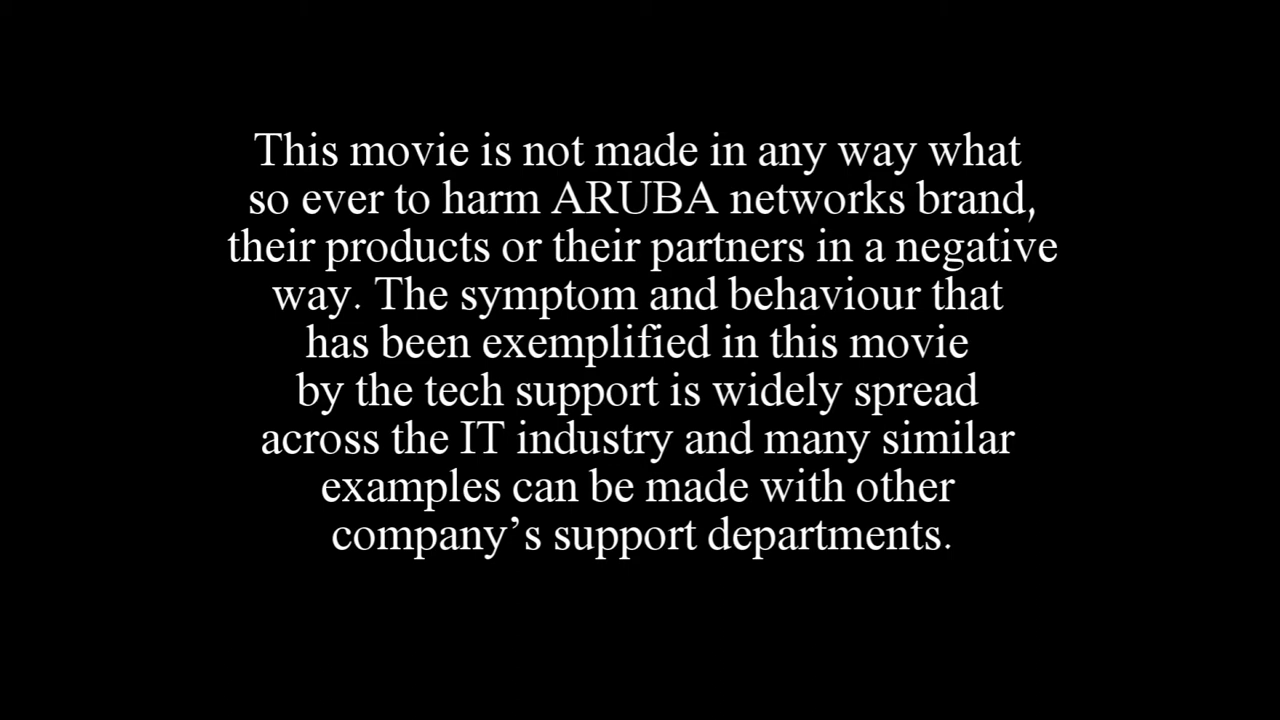 This movie is not made in any way what
so ever to harm ARUBA networks brand,
their products or their partners in a negative
way. The symptom and behaviour that
has been exemplified in this movie
by the tech support is widely spread
across the IT industry and many similar
examples can be made with other
company’s support departments.